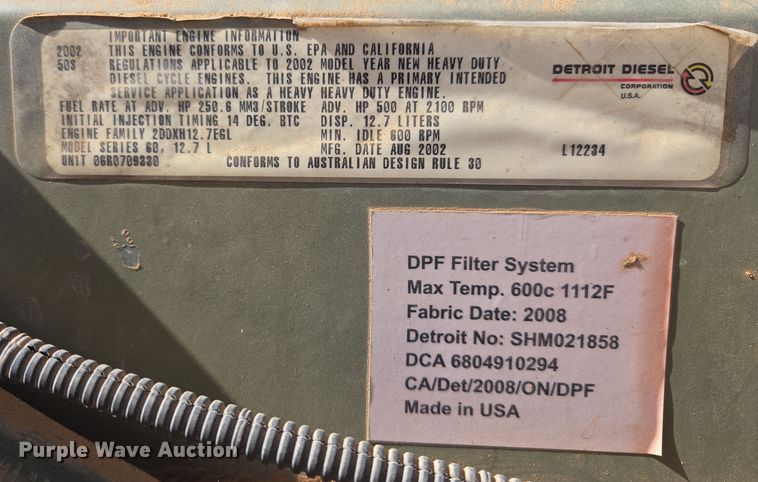 IMPORTANT ENGINE INFORMATION
2002 THIS ENGINE CONFORMS TO U.S. EPA AND CALIFORNIA
50S REGULATIONS APPLICABLE TO 2002 MODEL YEAR NEW HEAVY DUTY
DIESEL CYCLE ENGINES. THIS ENGINE HAS A PRIMARY INTENDED
SERVICE APPLICATION AS A HEAVY HEAVY DUTY ENGINE.
FUEL RATE AT ADV. HP 250.6 MM3/STROKE ADV. HP 500 AT 2100 RPM
INITIAL INJECTION TIMING 14 DEG. BTC DISP. 12.7 LITERS
ENGINE FAMILY 2DDXH12.7EGL MIN. IDLE 600 RPM
MODEL SERIES 60, 12.7 L MFG. DATE AUG 2002 L12234
UNIT 06R0709330 CONFORMS TO AUSTRALIAN DESIGN RULE 30
DETROIT DIESEL
CORPORATION
U.S.A.
DPF Filter System
Max Temp. 600c 1112F
Fabric Date: 2008
Detroit No: SHM021858
DCA 6804910294
CA/Det/2008/ON/DPF
Made in USA
Purple Wave Auction